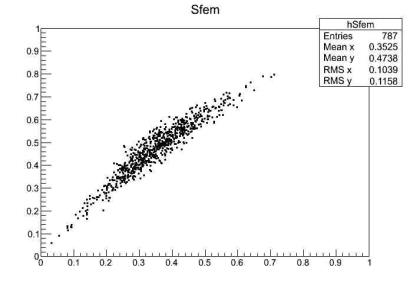 Sfem
hSfem
Entries 787
Mean x 0.3525
Mean y 0.4738
RMS x 0.1039
RMS y 0.1158
1
0.9
0.8
0.7
0.6
0.5
0.4
0.3
0.2
0.1
0
0 0.1 0.2 0.3 0.4 0.5 0.6 0.7 0.8 0.9 1